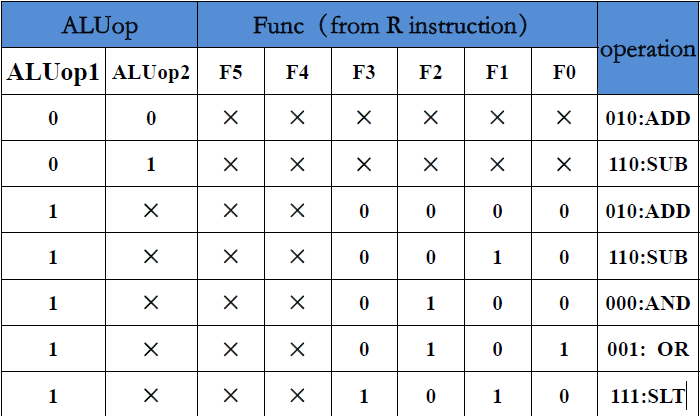 ALUop Func（from R instruction） operation
ALUop1 ALUop2 F5 F4 F3 F2 F1 F0
0 0 × × × × × × 010:ADD
0 1 × × × × × × 110:SUB
1 × × × 0 0 0 0 010:ADD
1 × × × 0 0 1 0 110:SUB
1 × × × 0 1 0 0 000:AND
1 × × × 0 1 0 1 001: OR
1 × × × 1 0 1 0 111:SLT